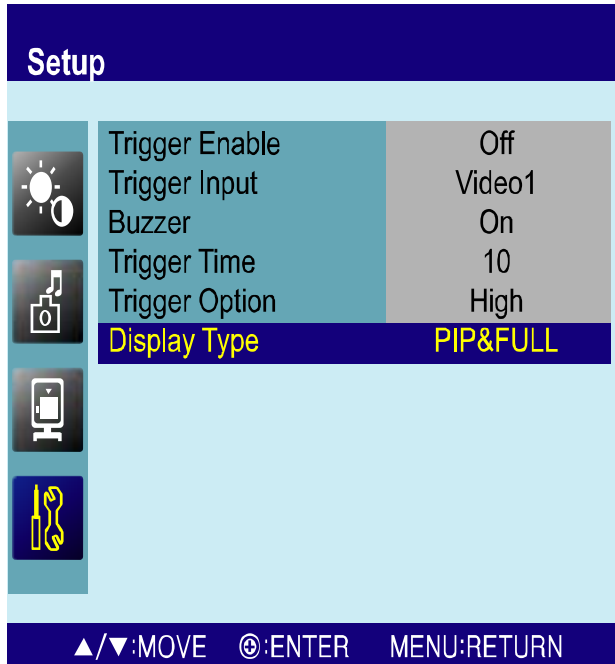 Setup
Trigger Enable Off
Trigger Input Video1
Buzzer On
Trigger Time 10
Trigger Option High
Display Type PIP&FULL
▲/▼:MOVE ⊕:ENTER MENU:RETURN